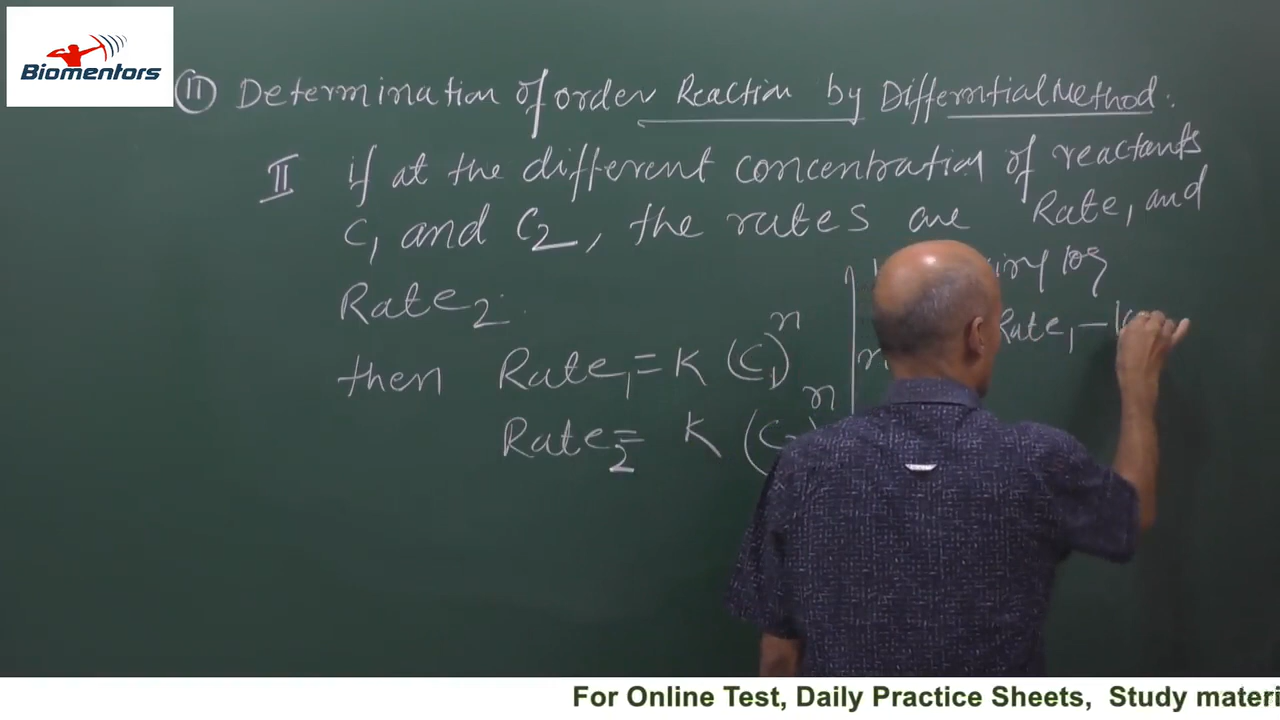 Biomentors
(11) Determination of order Reaction by Differential Method.
II If at the different concentration of reactants
C1 and C2, the rates are Rate1 and
Rate2.
then Rate1 = K (C1)^n
Rate2 = K (C2)^n
log
Rate1 –
For Online Test, Daily Practice Sheets, Study materi